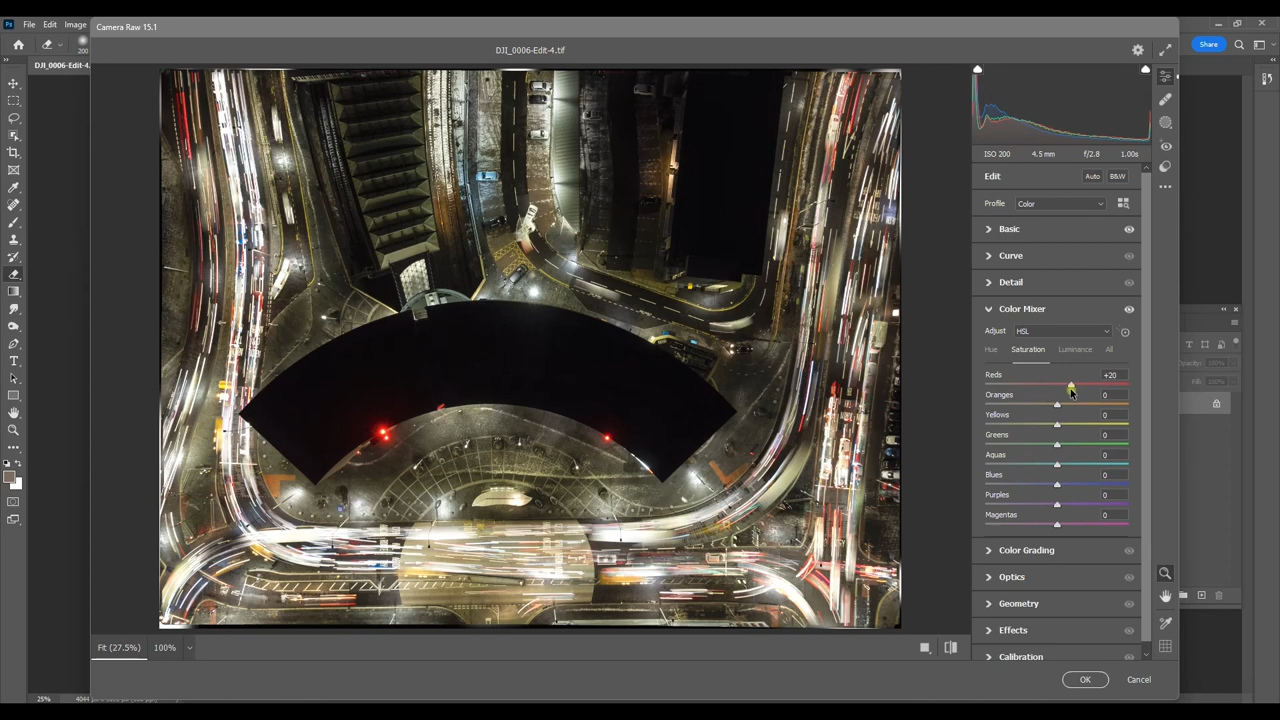 Camera Raw 15.1
Ps File Edit Image
DJI_0006-Edit-4.tif
Share
200
DJI_0006-Edit-4.
ISO 200 4.5 mm f/2.8 1.00s
Edit Auto B&W
Profile Color
Basic
Curve
Detail
Color Mixer
Adjust HSL
Hue Saturation Luminance All
Reds +20
Oranges 0
Yellows 0
Greens 0
Aquas 0
Blues 0
Purples 0
Magentas 0
Color Grading
Optics
Geometry
Effects
Calibration
Fit (27.5%) 100%
OK Cancel
25%